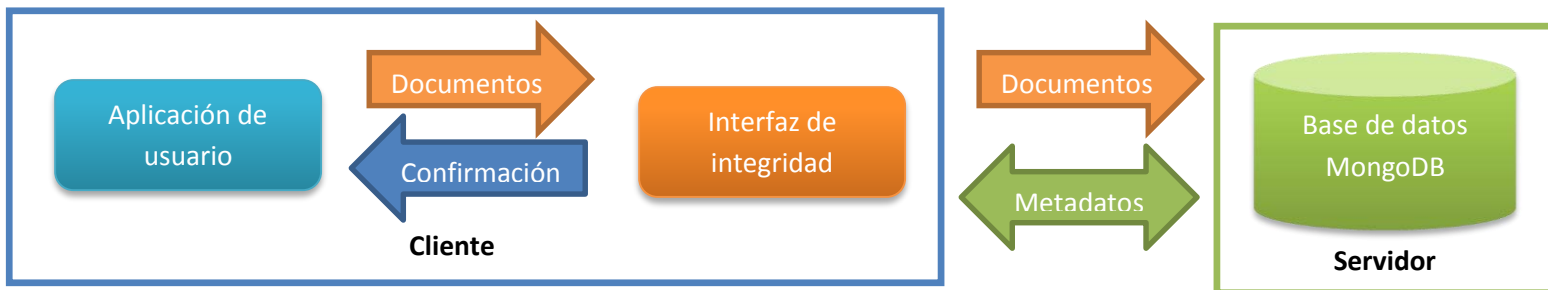 Aplicación de
usuario
Documentos
Confirmación
Interfaz de
integridad
Cliente
Documentos
Metadatos
Base de datos
MongoDB
Servidor